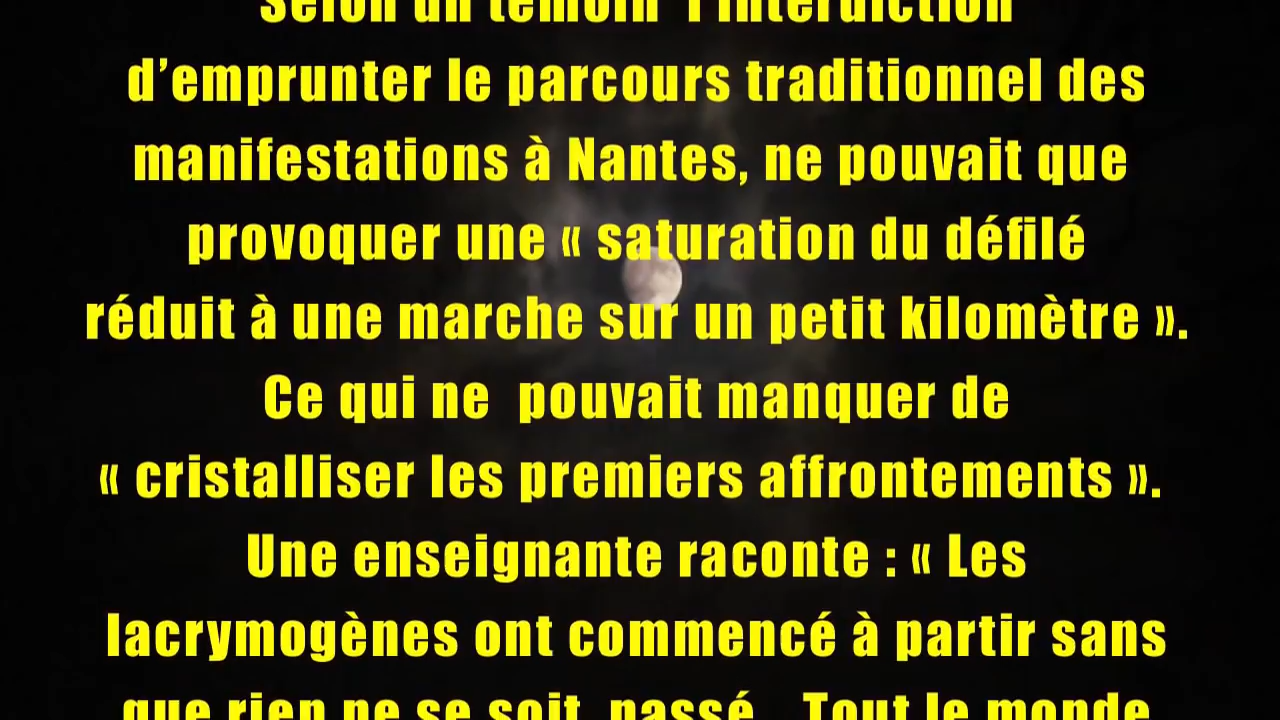 Selon un témoin l'interdiction
d’emprunter le parcours traditionnel des
manifestations à Nantes, ne pouvait que
provoquer une « saturation du défilé
réduit à une marche sur un petit kilomètre ».
Ce qui ne pouvait manquer de
« cristalliser les premiers affrontements ».
Une enseignante raconte : « Les
lacrymogènes ont commencé à partir sans
que rien ne se soit passé Tout le monde